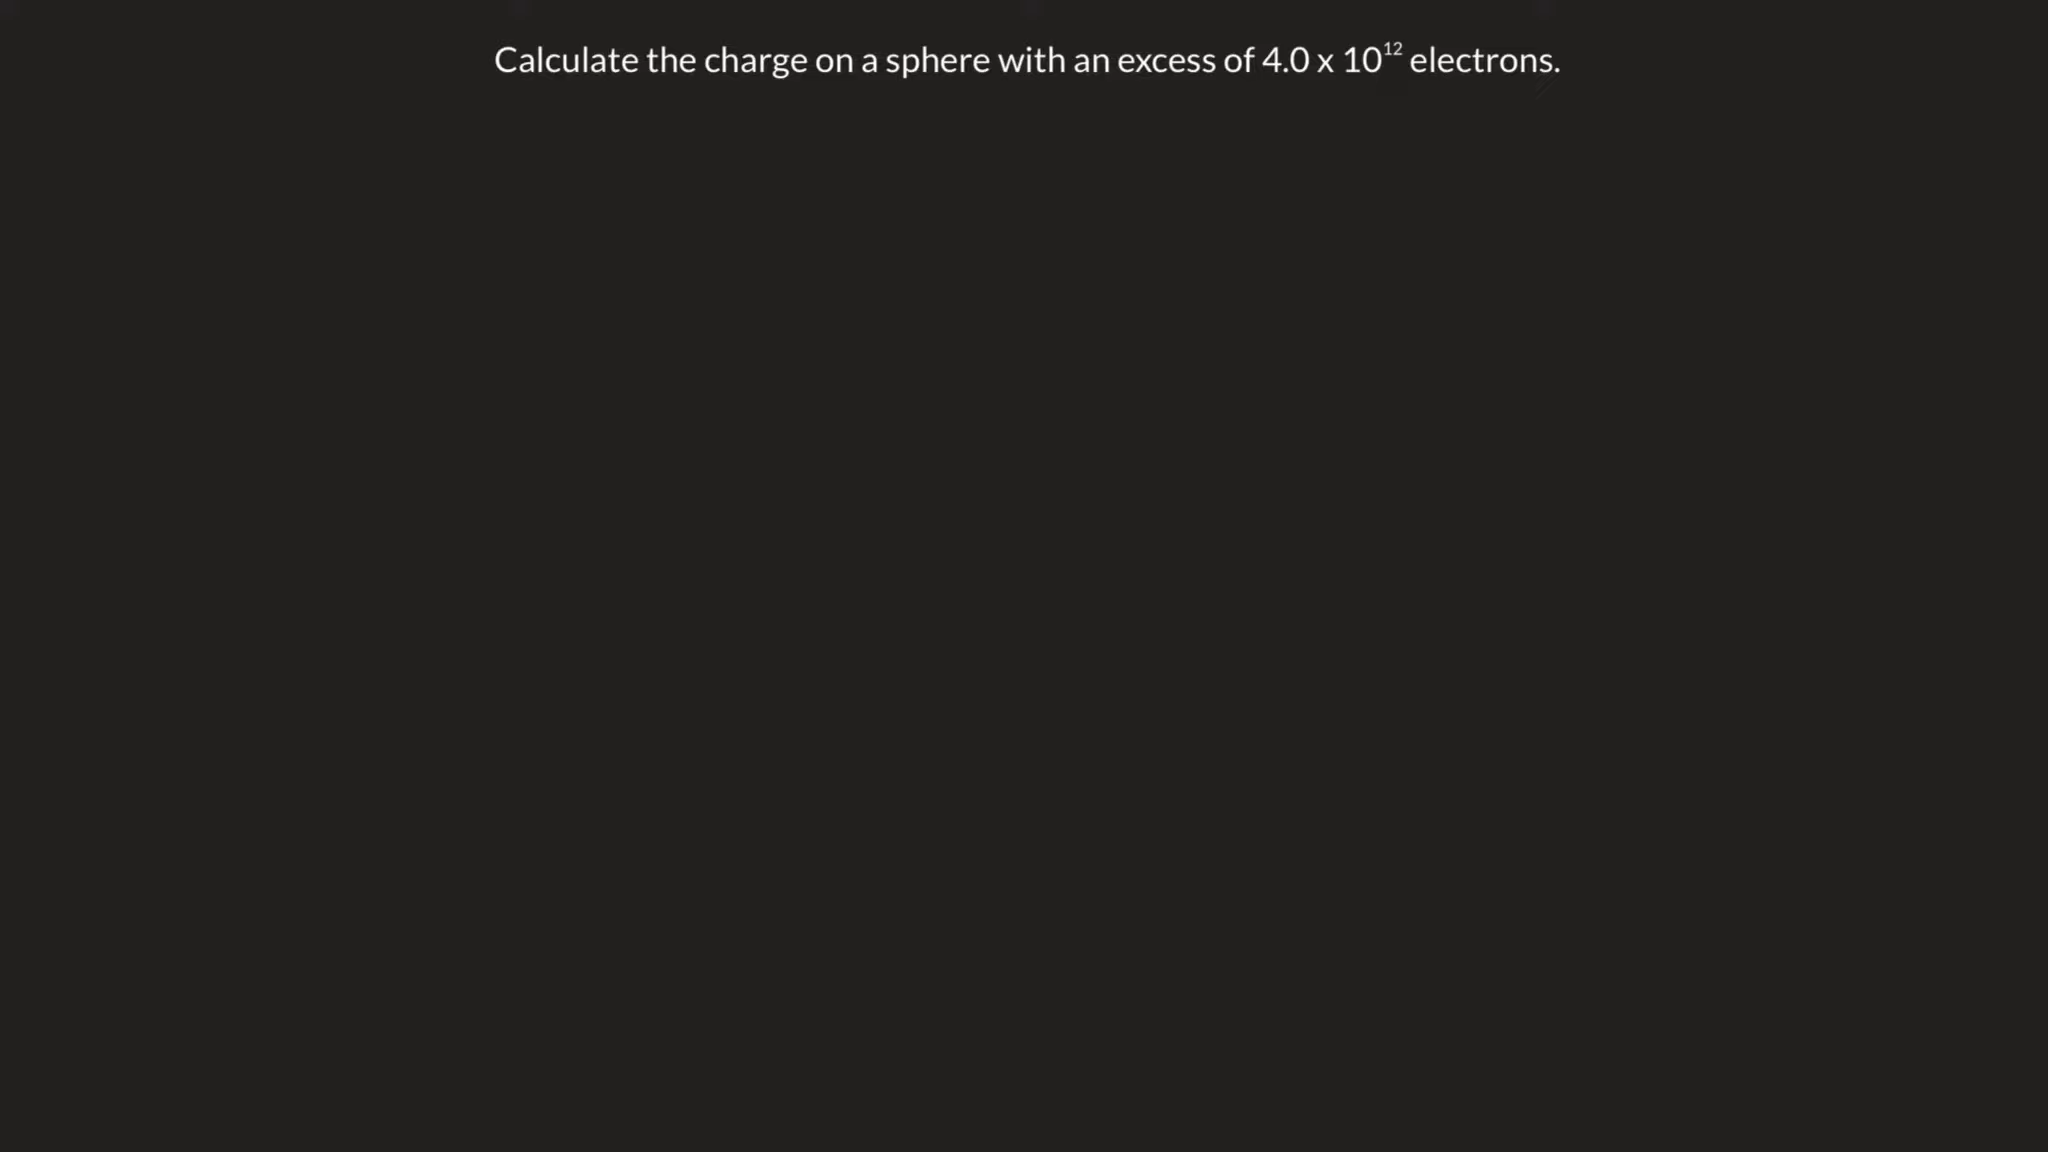 Calculate the charge on a sphere with an excess of 4.0 x 10¹² electrons.